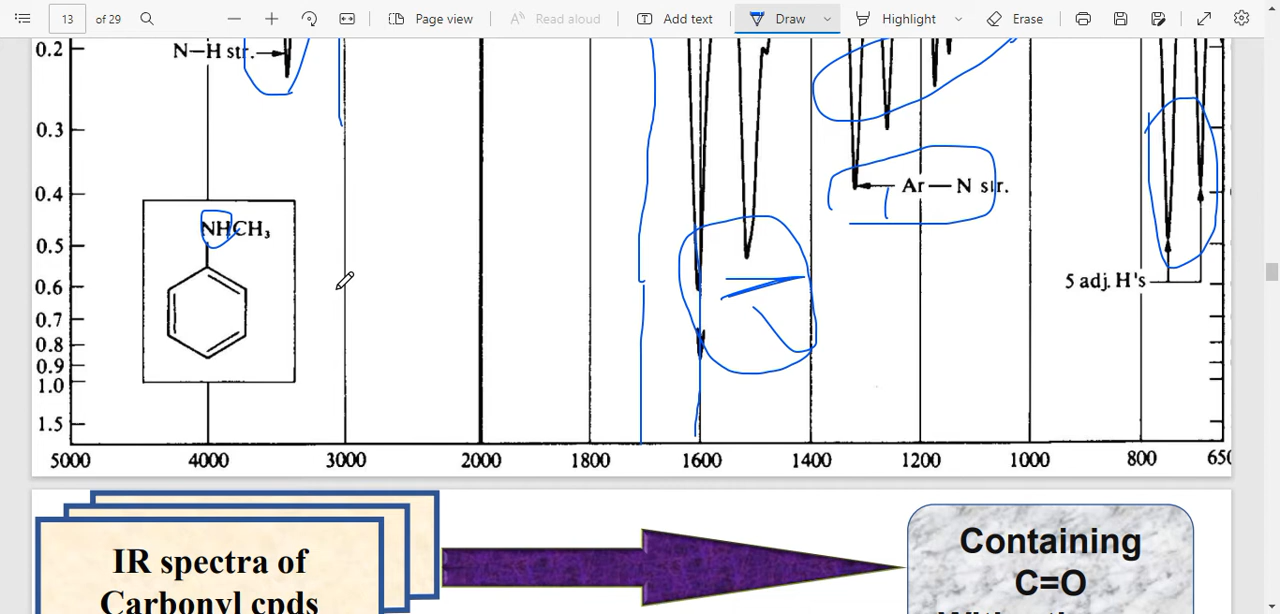 13 of 29
Page view
Read aloud
Add text
Draw
Highlight
Erase
0.2
N—H str.
0.3
0.4
Ar — N str.
NHCH₃
0.5
5 adj. H's
0.6
0.7
0.8
0.9
1.0
1.5
5000 4000 3000 2000 1800 1600 1400 1200 1000 800 650
IR spectra of
Carbonyl cpds
Containing
C=O